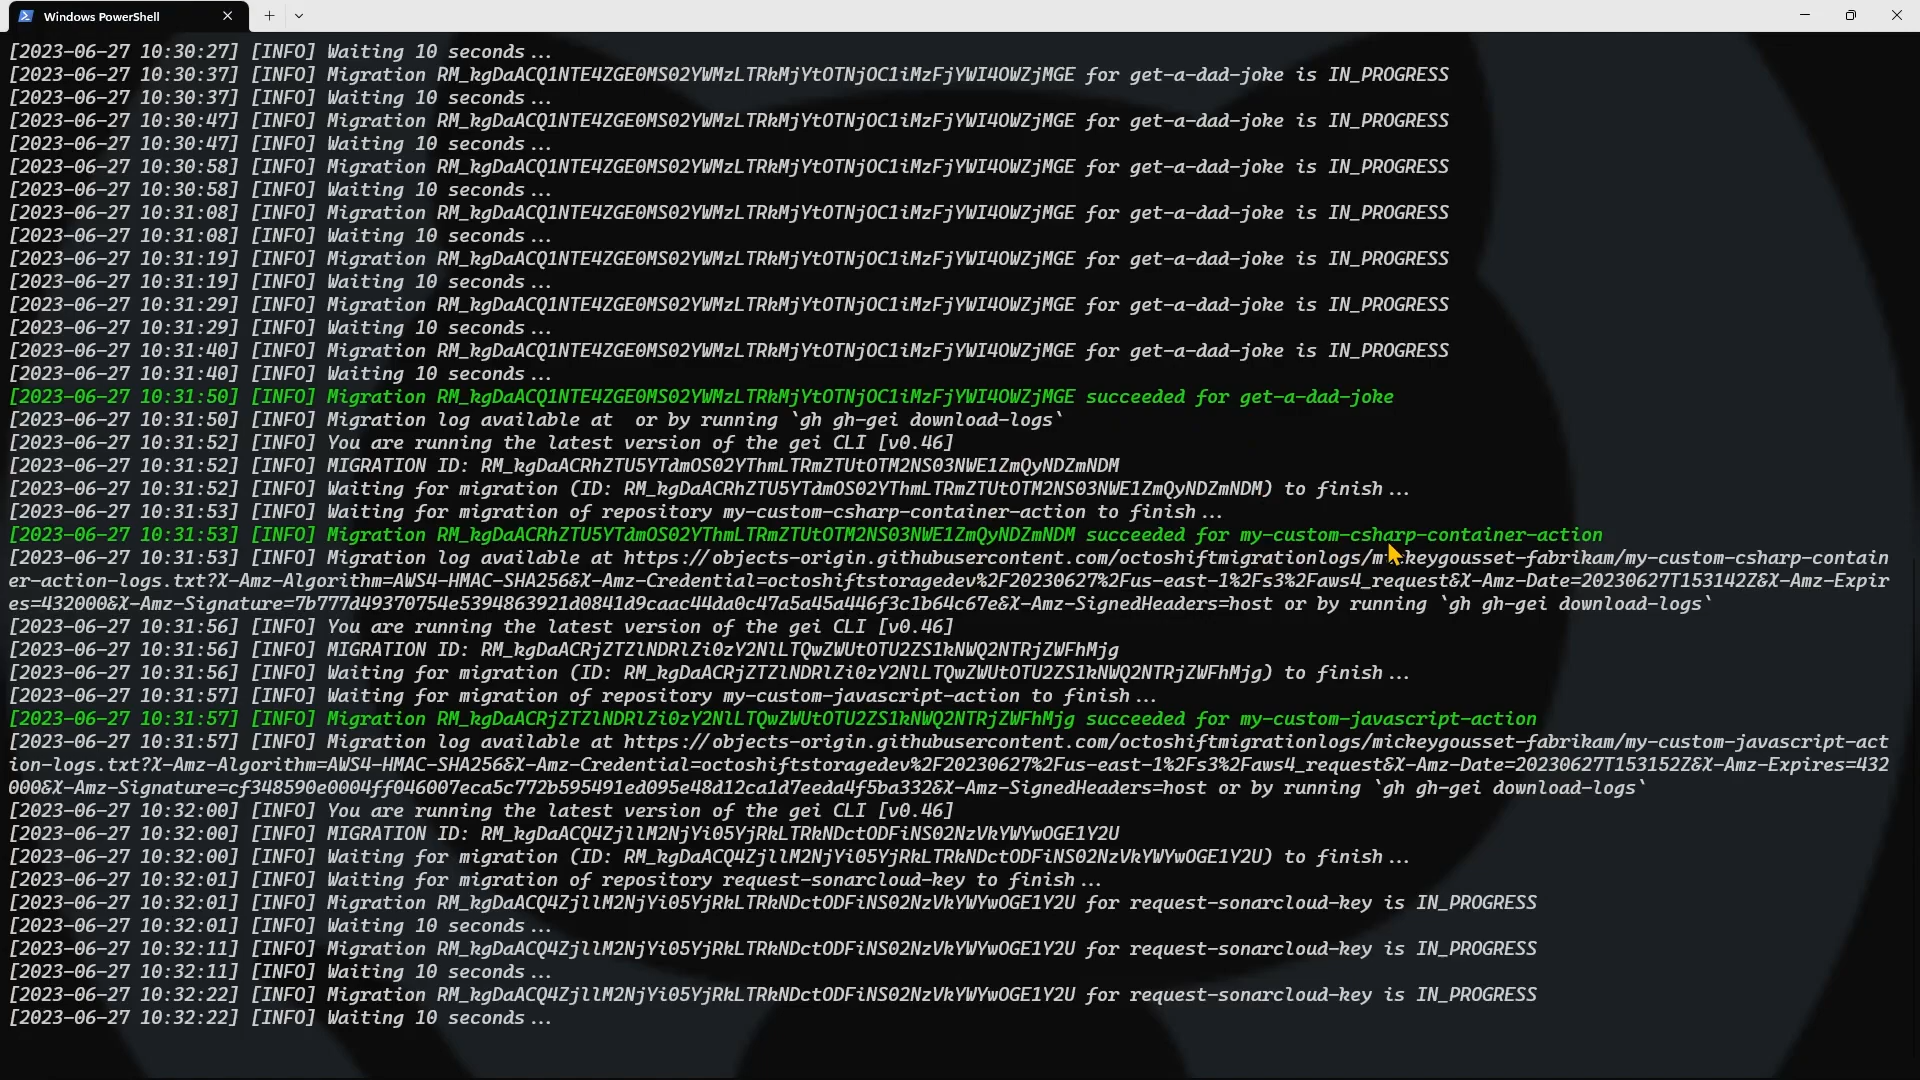 Windows PowerShell
[2023-06-27 10:30:27] [INFO] Waiting 10 seconds...
[2023-06-27 10:30:37] [INFO] Migration RM_kgDaACQ1NTE4ZGE0MS02YWMzLTRkMjYtOTNjOC1iMzFjYWI4OWZjMGE for get-a-dad-joke is IN_PROGRESS
[2023-06-27 10:30:37] [INFO] Waiting 10 seconds...
[2023-06-27 10:30:47] [INFO] Migration RM_kgDaACQ1NTE4ZGE0MS02YWMzLTRkMjYtOTNjOC1iMzFjYWI4OWZjMGE for get-a-dad-joke is IN_PROGRESS
[2023-06-27 10:30:47] [INFO] Waiting 10 seconds...
[2023-06-27 10:30:58] [INFO] Migration RM_kgDaACQ1NTE4ZGE0MS02YWMzLTRkMjYtOTNjOC1iMzFjYWI4OWZjMGE for get-a-dad-joke is IN_PROGRESS
[2023-06-27 10:30:58] [INFO] Waiting 10 seconds...
[2023-06-27 10:31:08] [INFO] Migration RM_kgDaACQ1NTE4ZGE0MS02YWMzLTRkMjYtOTNjOC1iMzFjYWI4OWZjMGE for get-a-dad-joke is IN_PROGRESS
[2023-06-27 10:31:08] [INFO] Waiting 10 seconds...
[2023-06-27 10:31:19] [INFO] Migration RM_kgDaACQ1NTE4ZGE0MS02YWMzLTRkMjYtOTNjOC1iMzFjYWI4OWZjMGE for get-a-dad-joke is IN_PROGRESS
[2023-06-27 10:31:19] [INFO] Waiting 10 seconds...
[2023-06-27 10:31:29] [INFO] Migration RM_kgDaACQ1NTE4ZGE0MS02YWMzLTRkMjYtOTNjOC1iMzFjYWI4OWZjMGE for get-a-dad-joke is IN_PROGRESS
[2023-06-27 10:31:29] [INFO] Waiting 10 seconds...
[2023-06-27 10:31:40] [INFO] Migration RM_kgDaACQ1NTE4ZGE0MS02YWMzLTRkMjYtOTNjOC1iMzFjYWI4OWZjMGE for get-a-dad-joke is IN_PROGRESS
[2023-06-27 10:31:40] [INFO] Waiting 10 seconds...
[2023-06-27 10:31:50] [INFO] Migration RM_kgDaACQ1NTE4ZGE0MS02YWMzLTRkMjYtOTNjOC1iMzFjYWI4OWZjMGE succeeded for get-a-dad-joke
[2023-06-27 10:31:50] [INFO] Migration log available at  or by running `gh gh-gei download-logs`
[2023-06-27 10:31:52] [INFO] You are running the latest version of the gei CLI [v0.46]
[2023-06-27 10:31:52] [INFO] MIGRATION ID: RM_kgDaACRhZTU5YTdmOS02YThmLTRmZTUtOTM2NS03NWE1ZmQyNDZmNDM
[2023-06-27 10:31:52] [INFO] Waiting for migration (ID: RM_kgDaACRhZTU5YTdmOS02YThmLTRmZTUtOTM2NS03NWE1ZmQyNDZmNDM) to finish...
[2023-06-27 10:31:53] [INFO] Waiting for migration of repository my-custom-csharp-container-action to finish...
[2023-06-27 10:31:53] [INFO] Migration RM_kgDaACRhZTU5YTdmOS02YThmLTRmZTUtOTM2NS03NWE1ZmQyNDZmNDM succeeded for my-custom-csharp-container-action
[2023-06-27 10:31:53] [INFO] Migration log available at https://objects-origin.githubusercontent.com/octoshiftmigrationlogs/mickeygousset-fabrikam/my-custom-csharp-contain
er-action-logs.txt?X-Amz-Algorithm=AWS4-HMAC-SHA256&X-Amz-Credential=octoshiftstoragedev%2F20230627%2Fus-east-1%2Fs3%2Faws4_request&X-Amz-Date=20230627T153142Z&X-Amz-Expir
es=432000&X-Amz-Signature=7b777d49370754e5394863921d0841d9caac44da0c47a5a45a446f3c1b64c67e&X-Amz-SignedHeaders=host or by running `gh gh-gei download-logs`
[2023-06-27 10:31:56] [INFO] You are running the latest version of the gei CLI [v0.46]
[2023-06-27 10:31:56] [INFO] MIGRATION ID: RM_kgDaACRjZTZlNDRlZi0zY2NlLTQwZWUtOTU2ZS1kNWQ2NTRjZWFhMjg
[2023-06-27 10:31:56] [INFO] Waiting for migration (ID: RM_kgDaACRjZTZlNDRlZi0zY2NlLTQwZWUtOTU2ZS1kNWQ2NTRjZWFhMjg) to finish...
[2023-06-27 10:31:57] [INFO] Waiting for migration of repository my-custom-javascript-action to finish...
[2023-06-27 10:31:57] [INFO] Migration RM_kgDaACRjZTZlNDRlZi0zY2NlLTQwZWUtOTU2ZS1kNWQ2NTRjZWFhMjg succeeded for my-custom-javascript-action
[2023-06-27 10:31:57] [INFO] Migration log available at https://objects-origin.githubusercontent.com/octoshiftmigrationlogs/mickeygousset-fabrikam/my-custom-javascript-act
ion-logs.txt?X-Amz-Algorithm=AWS4-HMAC-SHA256&X-Amz-Credential=octoshiftstoragedev%2F20230627%2Fus-east-1%2Fs3%2Faws4_request&X-Amz-Date=20230627T153152Z&X-Amz-Expires=432
000&X-Amz-Signature=cf348590e0004ff046007eca5c772b595491ed095e48d12ca1d7eeda4f5ba332&X-Amz-SignedHeaders=host or by running `gh gh-gei download-logs`
[2023-06-27 10:32:00] [INFO] You are running the latest version of the gei CLI [v0.46]
[2023-06-27 10:32:00] [INFO] MIGRATION ID: RM_kgDaACQ4ZjllM2NjYi05YjRkLTRkNDctODFiNS02NzVkYWYwOGE1Y2U
[2023-06-27 10:32:00] [INFO] Waiting for migration (ID: RM_kgDaACQ4ZjllM2NjYi05YjRkLTRkNDctODFiNS02NzVkYWYwOGE1Y2U) to finish...
[2023-06-27 10:32:01] [INFO] Waiting for migration of repository request-sonarcloud-key to finish...
[2023-06-27 10:32:01] [INFO] Migration RM_kgDaACQ4ZjllM2NjYi05YjRkLTRkNDctODFiNS02NzVkYWYwOGE1Y2U for request-sonarcloud-key is IN_PROGRESS
[2023-06-27 10:32:01] [INFO] Waiting 10 seconds...
[2023-06-27 10:32:11] [INFO] Migration RM_kgDaACQ4ZjllM2NjYi05YjRkLTRkNDctODFiNS02NzVkYWYwOGE1Y2U for request-sonarcloud-key is IN_PROGRESS
[2023-06-27 10:32:11] [INFO] Waiting 10 seconds...
[2023-06-27 10:32:22] [INFO] Migration RM_kgDaACQ4ZjllM2NjYi05YjRkLTRkNDctODFiNS02NzVkYWYwOGE1Y2U for request-sonarcloud-key is IN_PROGRESS
[2023-06-27 10:32:22] [INFO] Waiting 10 seconds...